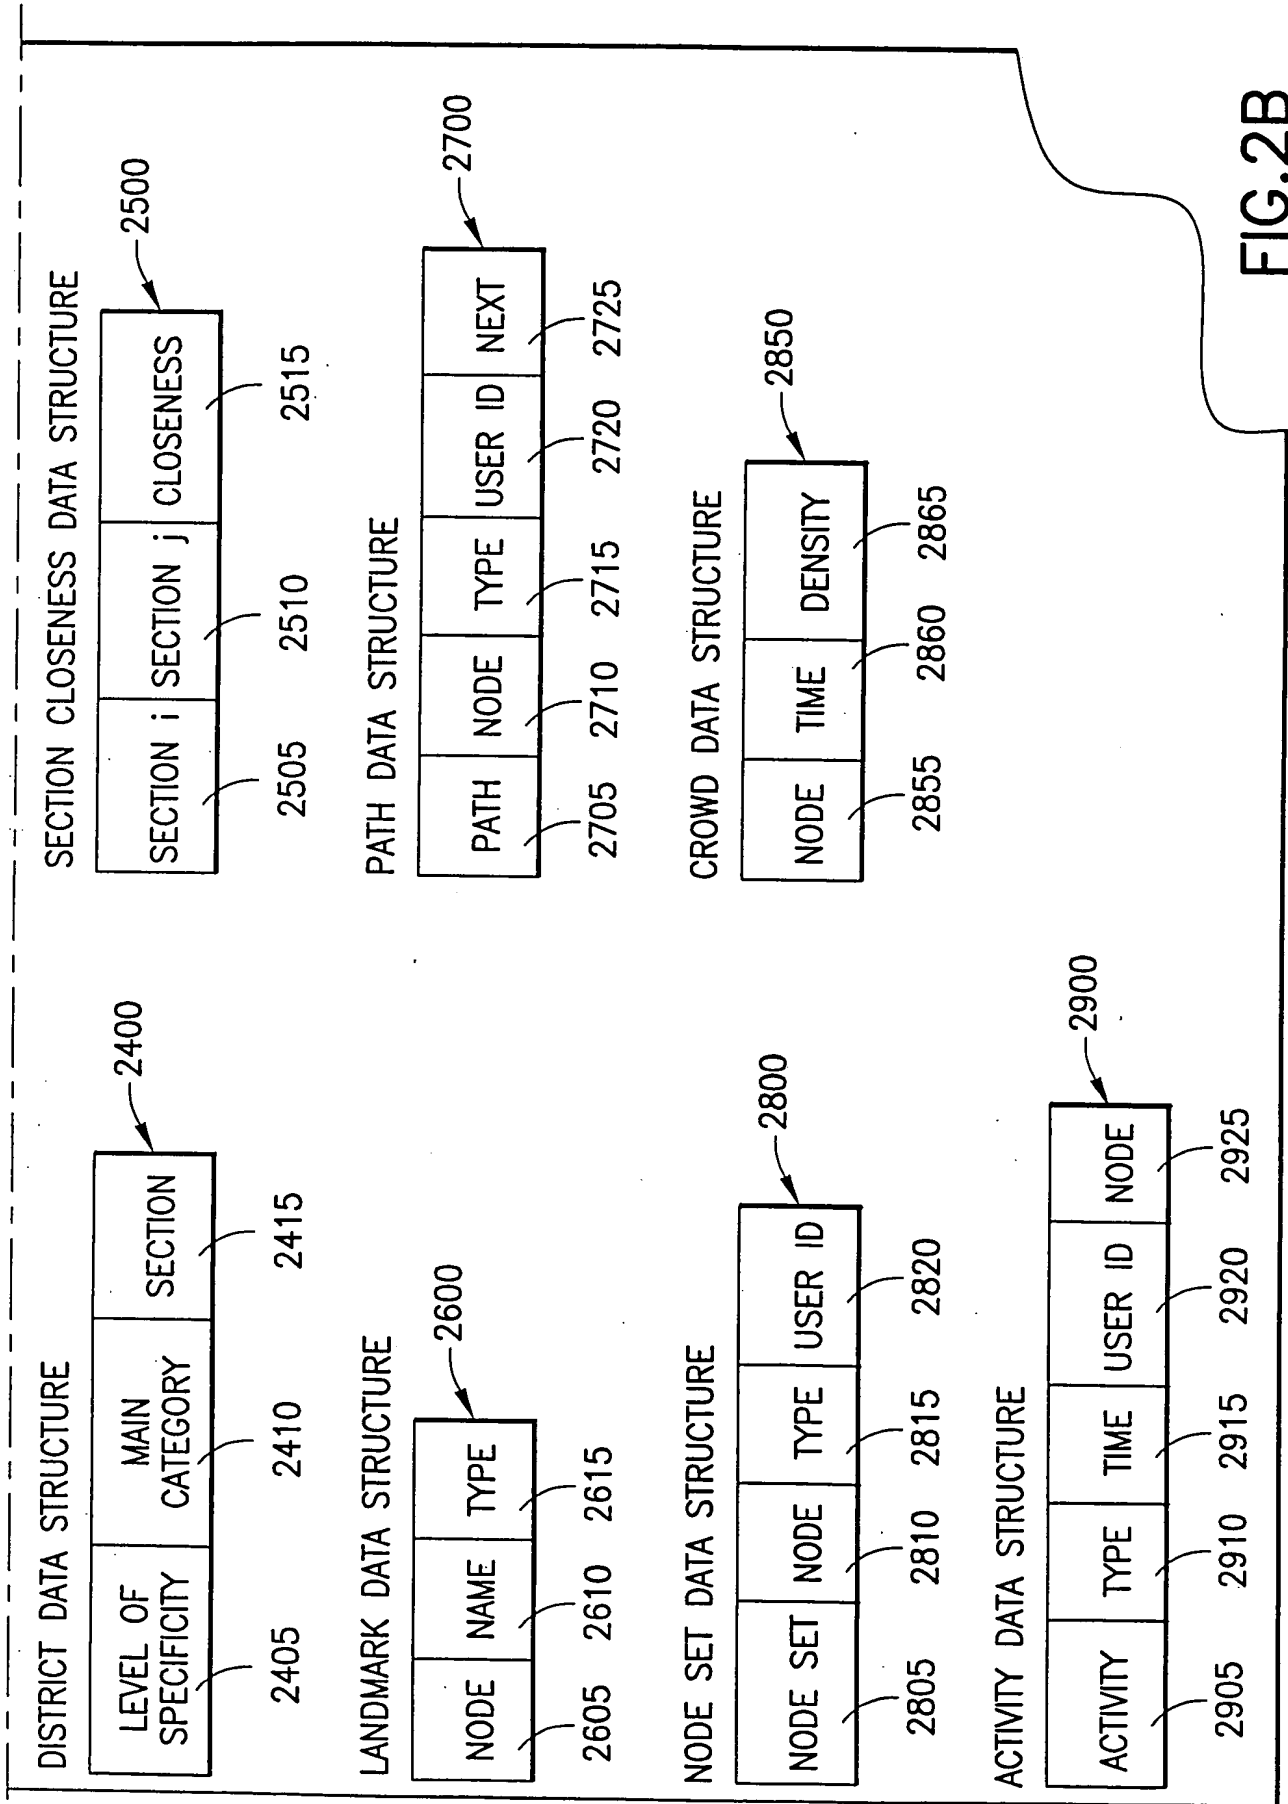 DISTRICT DATA STRUCTURE
LEVEL OF SPECIFICITY
MAIN CATEGORY
SECTION
2400
2405
2410
2415
SECTION CLOSENESS DATA STRUCTURE
SECTION i
SECTION j
CLOSENESS
2500
2505
2510
2515
LANDMARK DATA STRUCTURE
NODE
NAME
TYPE
2600
2605
2610
2615
PATH DATA STRUCTURE
PATH
NODE
TYPE
USER ID
NEXT
2700
2705
2710
2715
2720
2725
NODE SET DATA STRUCTURE
NODE SET
NODE
TYPE
USER ID
2800
2805
2810
2815
2820
CROWD DATA STRUCTURE
NODE
TIME
DENSITY
2850
2855
2860
2865
ACTIVITY DATA STRUCTURE
ACTIVITY
TYPE
TIME
USER ID
NODE
2900
2905
2910
2915
2920
2925
FIG.2B